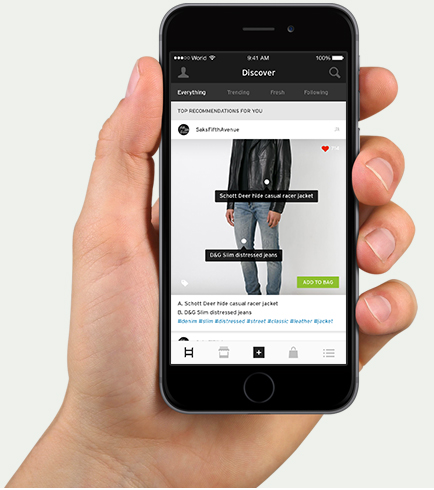 World 9:41 AM 100%
Discover
Everything Trending Fresh Following
TOP RECOMMENDATIONS FOR YOU
SaksFifthAvenue
Schott Deer hide casual racer jacket
D&G Slim distressed jeans
ADD TO BAG
A. Schott Deer hide casual racer jacket
D&G Slim distressed jeans
#denim #slim #distressed #street #classic #leather #jacket